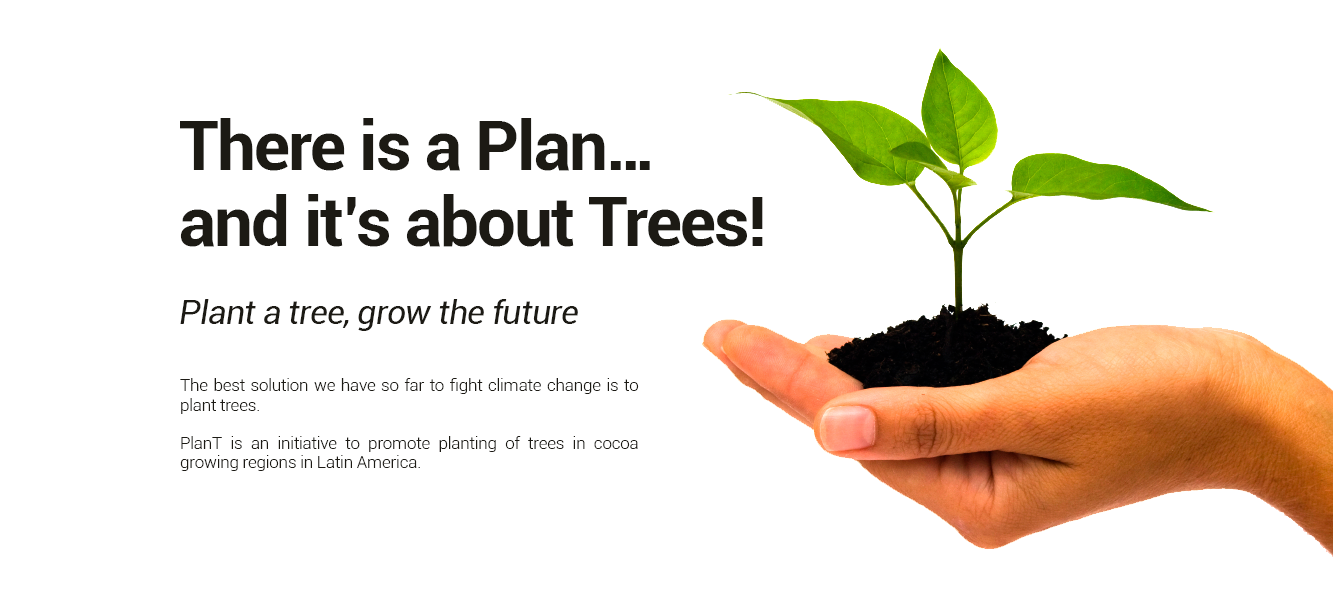 There is a Plan...
and it's about Trees!
Plant a tree, grow the future
The best solution we have so far to fight climate change is to
plant trees.
PlanT is an initiative to promote planting of trees in cocoa
growing regions in Latin America.